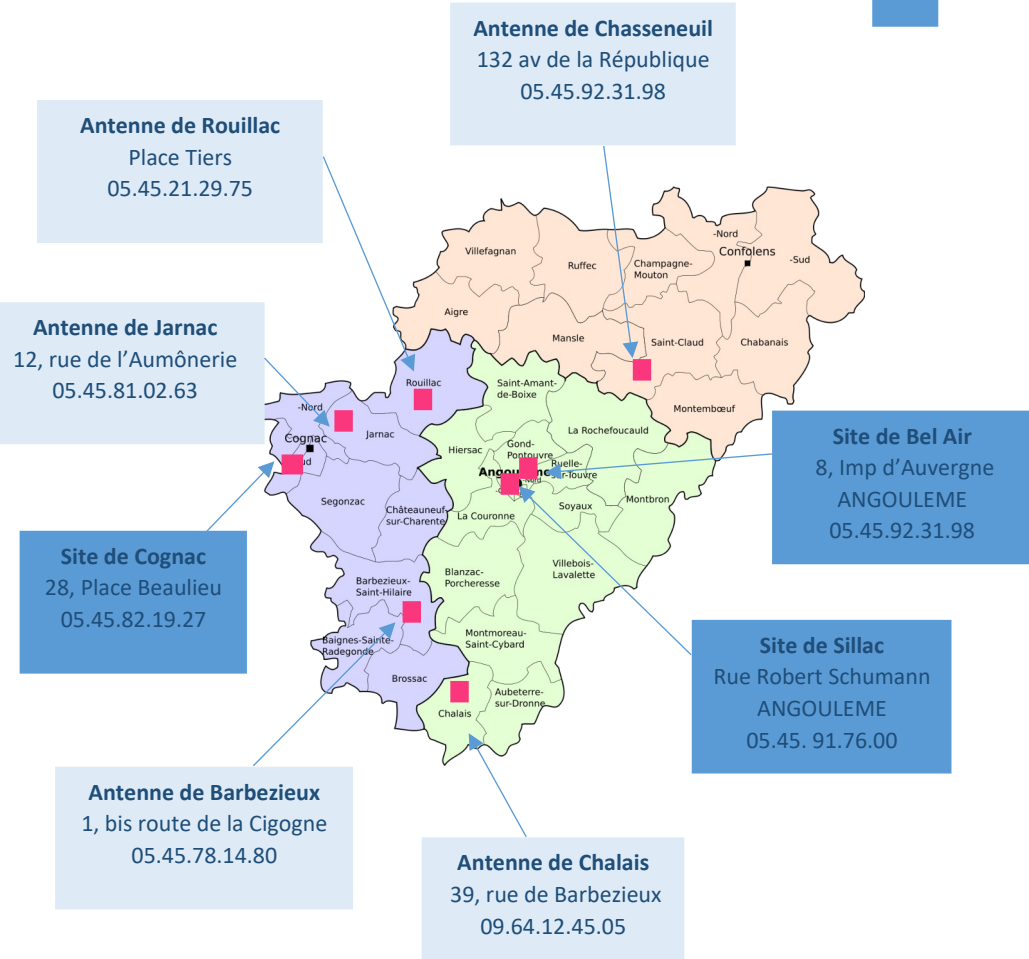 Antenne de Chasseneuil
132 av de la République
05.45.92.31.98
Antenne de Rouillac
Place Tiers
05.45.21.29.75
Antenne de Jarnac
12, rue de l’Aumônerie
05.45.81.02.63
Site de Cognac
28, Place Beaulieu
05.45.82.19.27
Antenne de Barbezieux
1, bis route de la Cigogne
05.45.78.14.80
Antenne de Chalais
39, rue de Barbezieux
09.64.12.45.05
Site de Sillac
Rue Robert Schumann
ANGOULEME
05.45. 91.76.00
Site de Bel Air
8, Imp d’Auvergne
ANGOULEME
05.45.92.31.98
-Nord
Confolens
-Sud
Villefagnan
Ruffec
Champagne-
Mouton
Aigre
Mansle
Saint-Claud
Chabanais
Montembœuf
Rouillac
Saint-Amant-
de-Boixe
La Rochefoucauld
-Nord
Cognac
Jarnac
Hiersac
Gond-
Pontouvre
Ruelle-
sur-Touvre
Segonzac
Châteauneuf-
sur-Charente
La Couronne
Soyaux
Montbron
Blanzac-
Porcheresse
Villebois-
Lavalette
Barbezieux-
Saint-Hilaire
Baignes-Sainte-
Radegonde
Montmoreau-
Saint-Cybard
Brossac
Chalais
Aubeterre-
sur-Dronne